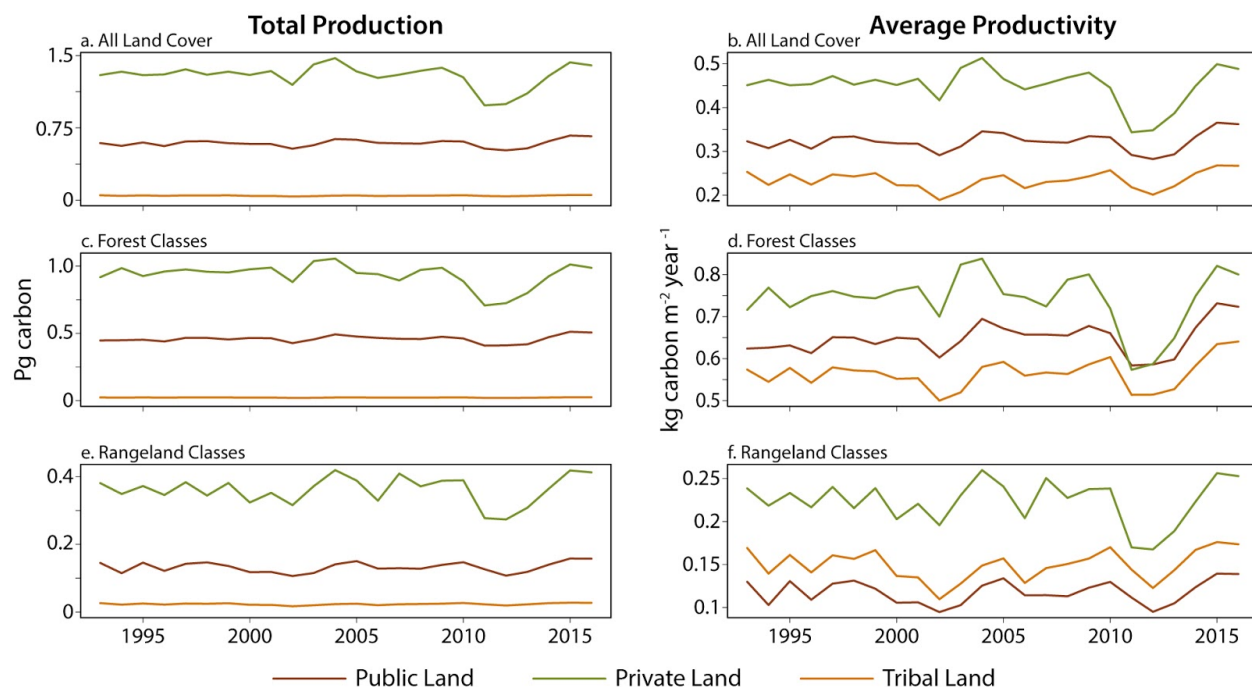 Total Production
Average Productivity
a. All Land Cover
b. All Land Cover
1.5
0.75
0
0.5
0.4
0.3
0.2
c. Forest Classes
d. Forest Classes
1.0
0.5
0
0.8
0.7
0.6
0.5
Pg carbon
kg carbon m⁻² year⁻¹
e. Rangeland Classes
f. Rangeland Classes
0.4
0.2
0
0.25
0.2
0.15
0.1
1995 2000 2005 2010 2015
1995 2000 2005 2010 2015
Public Land Private Land Tribal Land